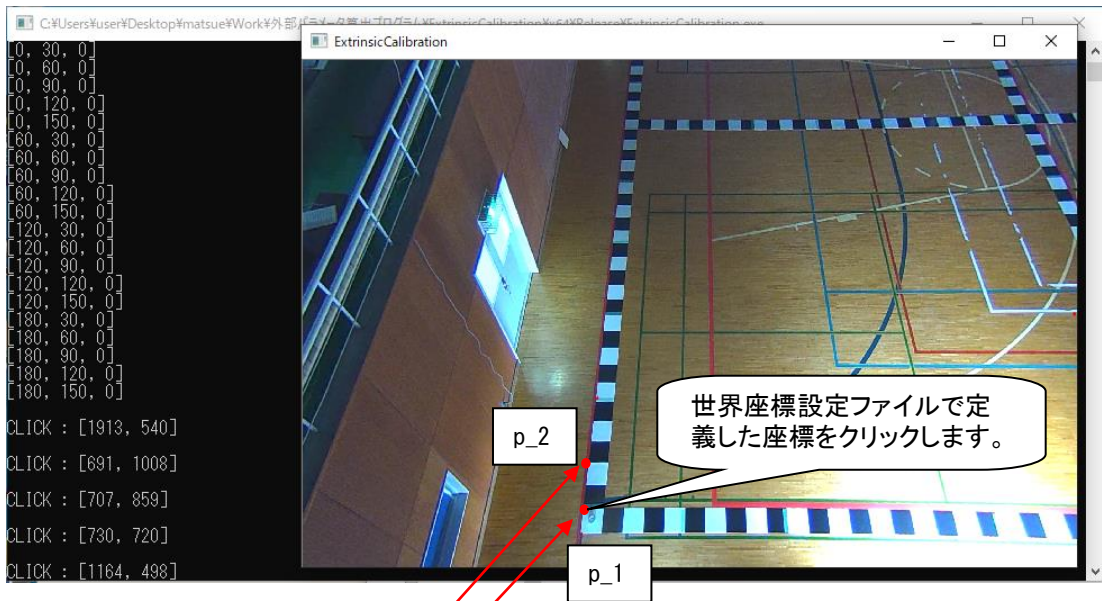 C:¥Users¥user¥Desktop¥matsue¥Work¥外部パラメータ算出プログラム¥ExtrinsicCalibration¥x64¥Release¥ExtrinsicCalibration.exe
ExtrinsicCalibration
[0, 30, 0]
[0, 60, 0]
[0, 90, 0]
[0, 120, 0]
[0, 150, 0]
[60, 30, 0]
[60, 60, 0]
[60, 90, 0]
[60, 120, 0]
[60, 150, 0]
[120, 30, 0]
[120, 60, 0]
[120, 90, 0]
[120, 120, 0]
[120, 150, 0]
[180, 30, 0]
[180, 60, 0]
[180, 90, 0]
[180, 120, 0]
[180, 150, 0]
CLICK : [1913, 540]
CLICK : [691, 1008]
CLICK : [707, 859]
CLICK : [730, 720]
CLICK : [1164, 498]
世界座標設定ファイルで定
義した座標をクリックします。
p_2
p_1